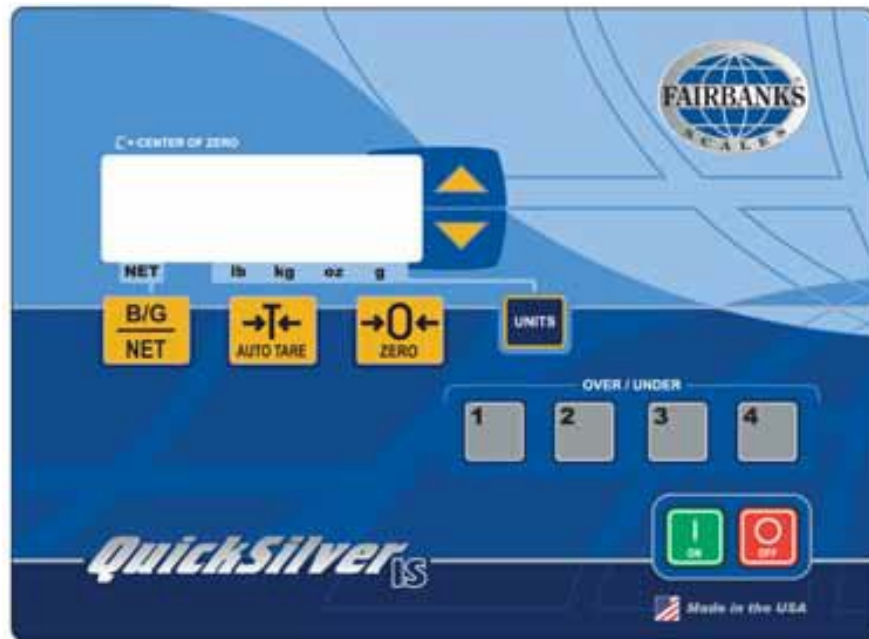 FAIRBANKS
SCALES
[ = CENTER OF ZERO
NET lb kg oz g
B/G
NET
T
AUTO TARE
0
ZERO
UNITS
OVER / UNDER
1 2 3 4
I
ON
O
OFF
QuickSilver IS
Made in the USA